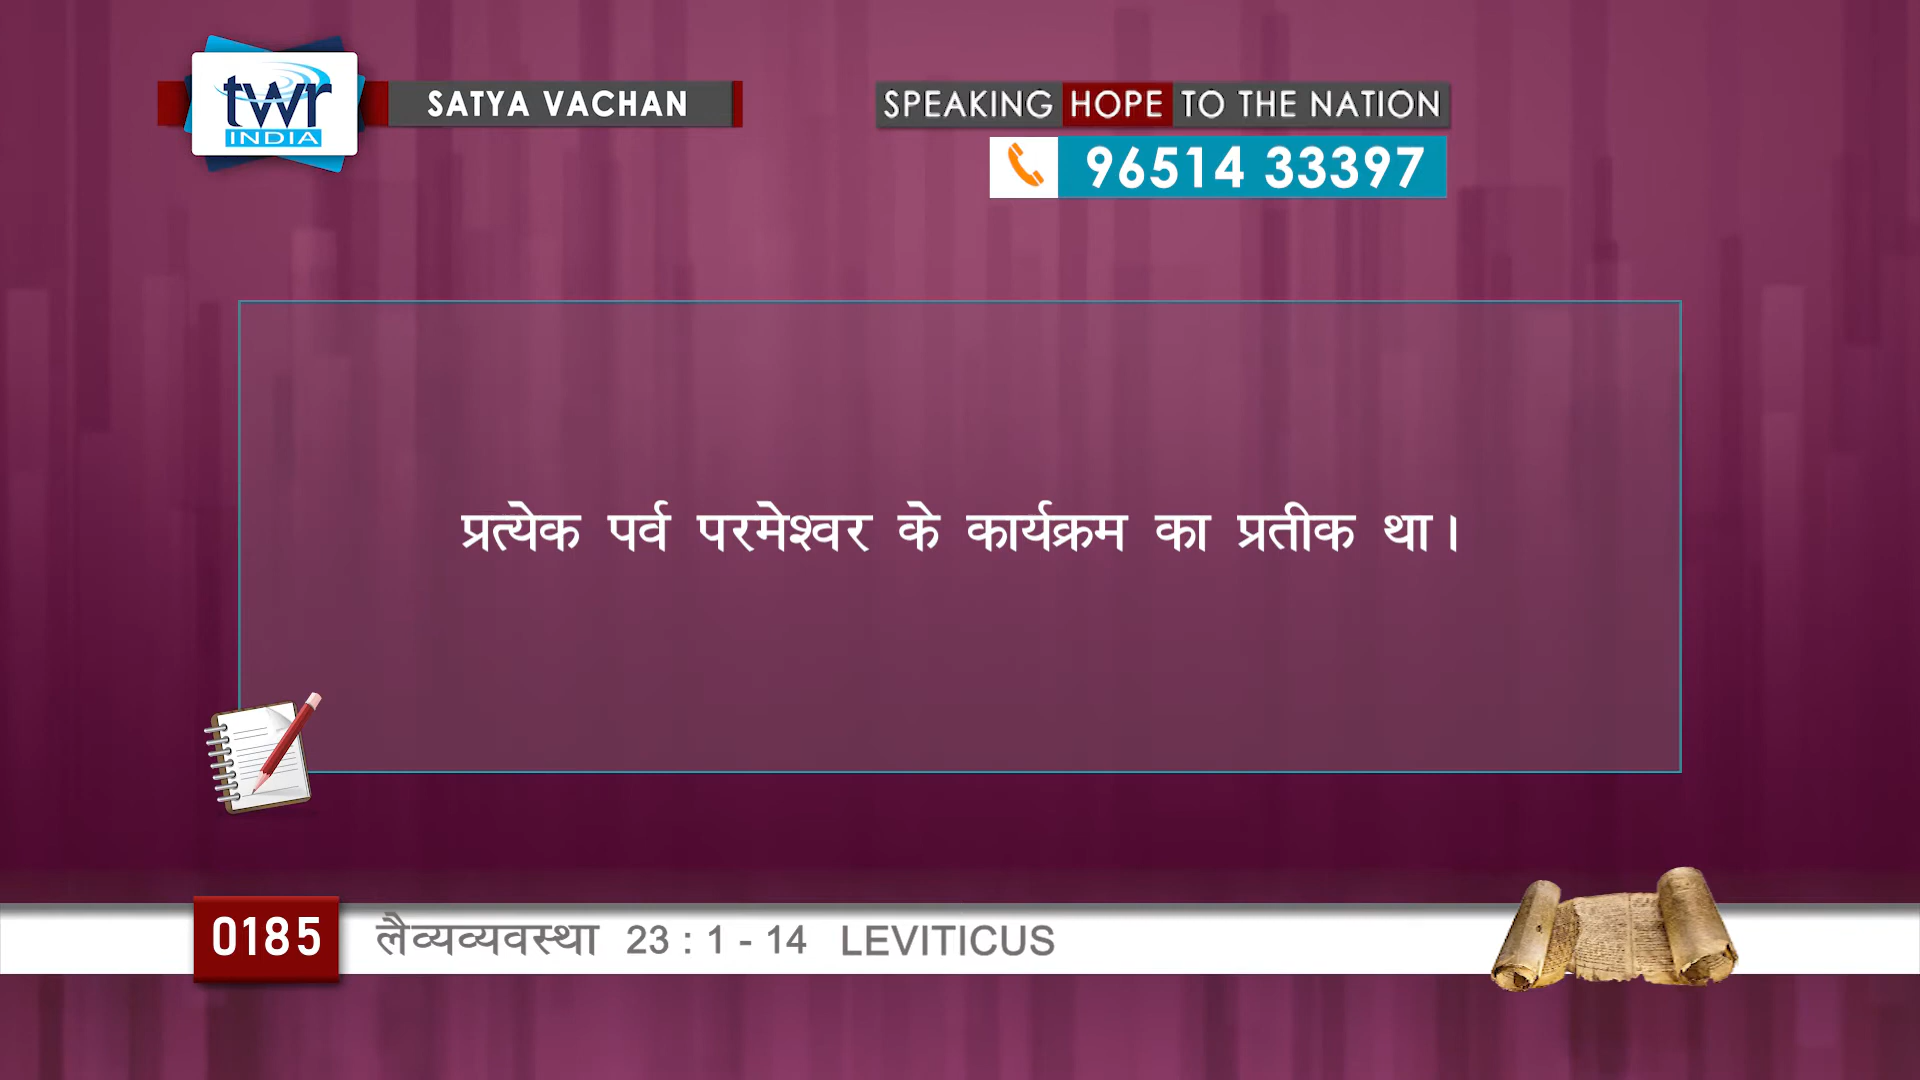 twr
INDIA
SATYA VACHAN
SPEAKING HOPE TO THE NATION
96514 33397
प्रत्येक पर्व परमेश्वर के कार्यक्रम का प्रतीक था।
0185 लैव्यव्यवस्था 23 : 1 - 14 LEVITICUS